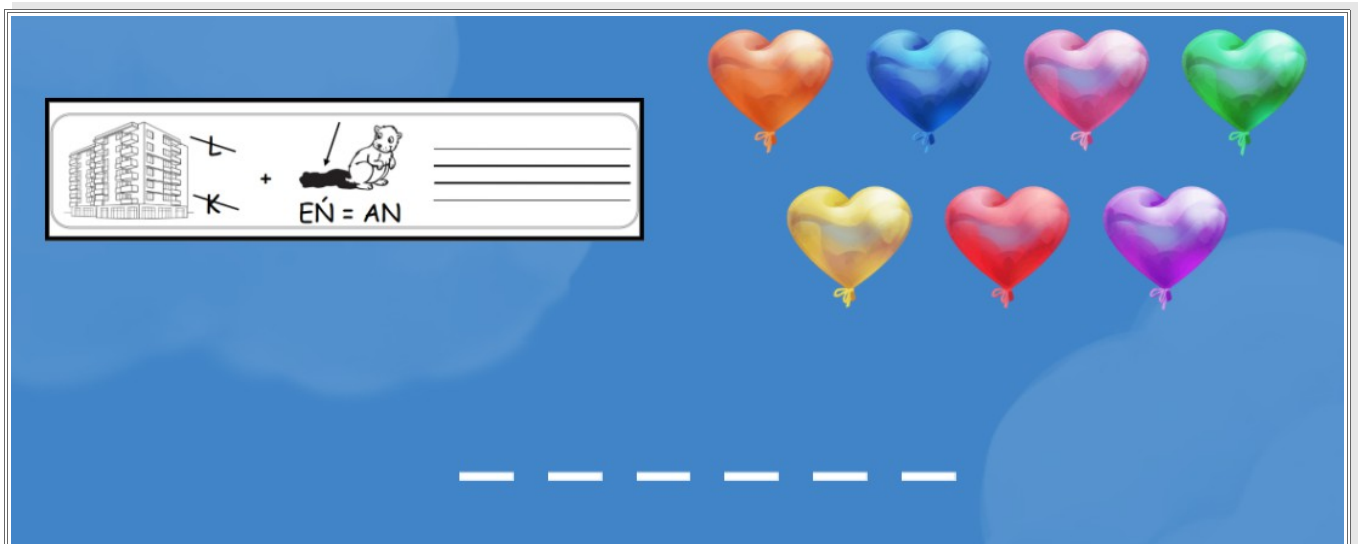 L
+
K
EŃ = AN